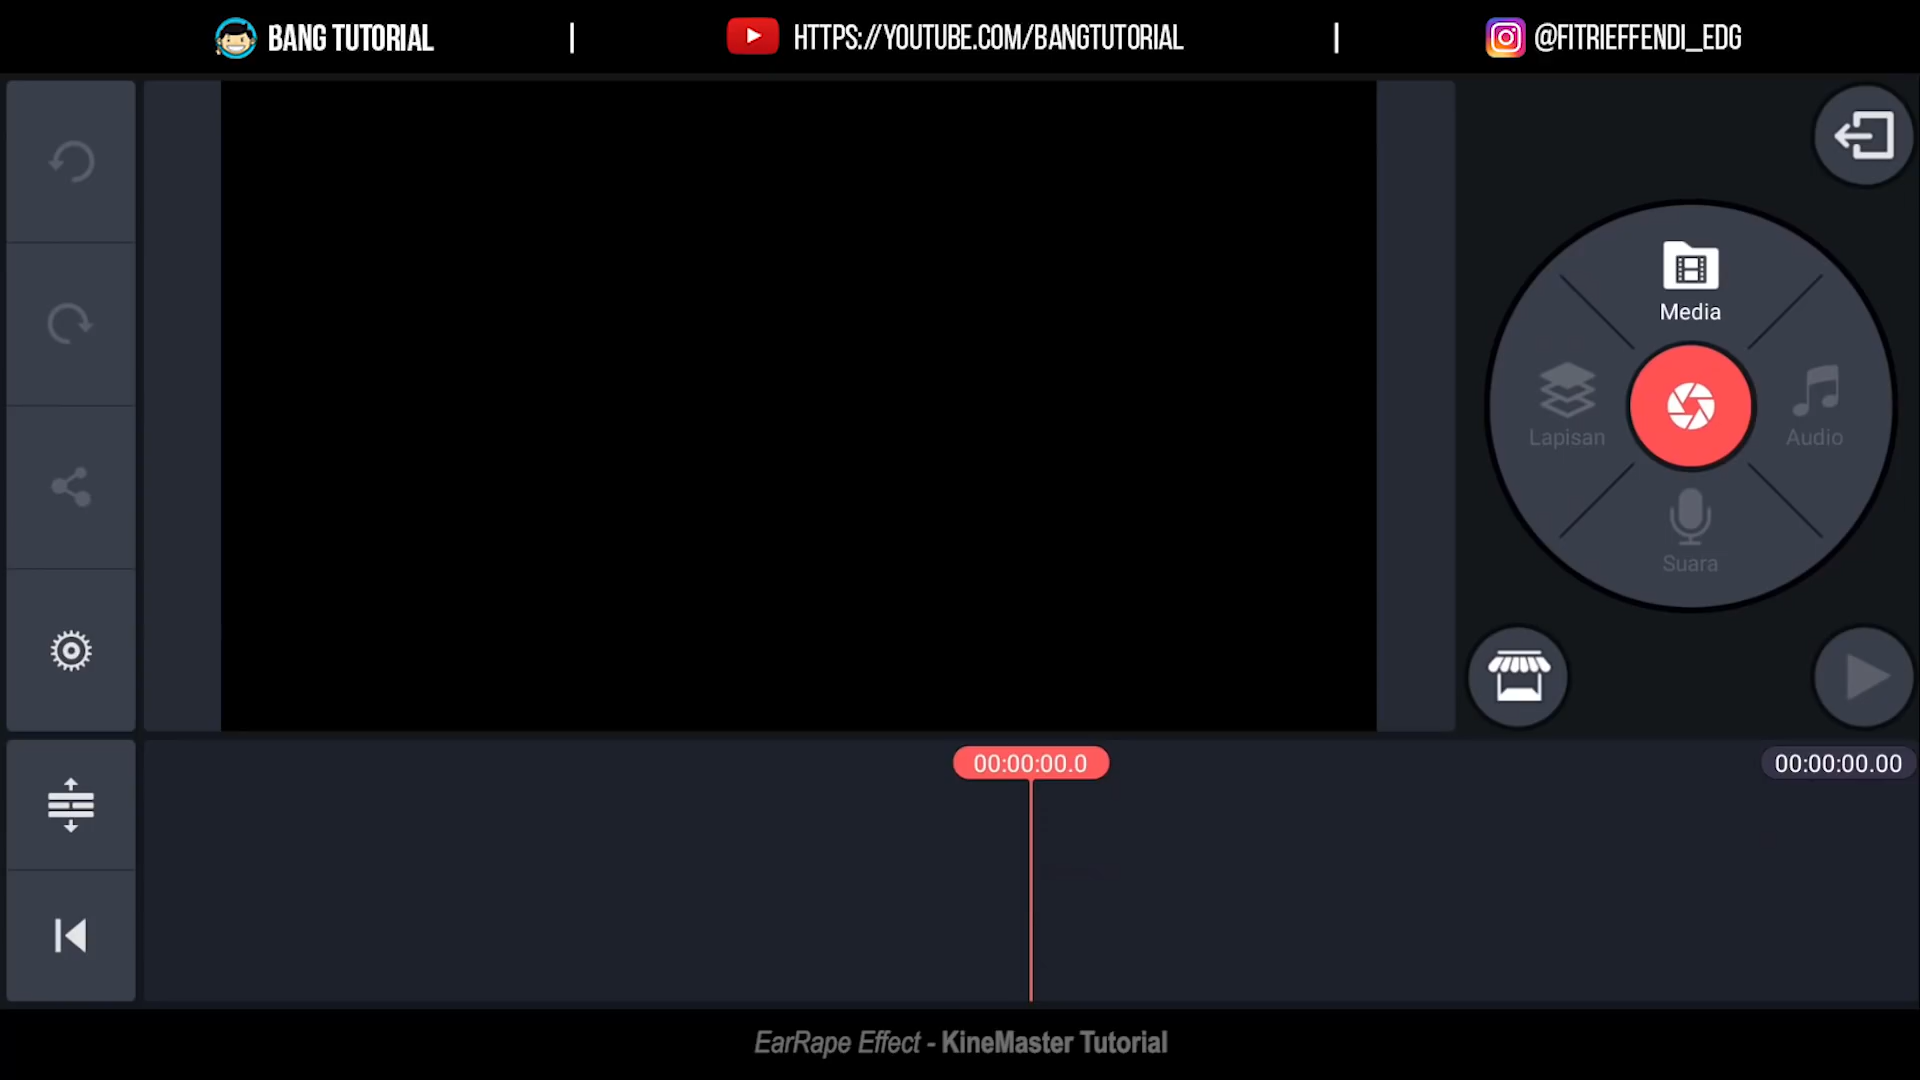 BANG TUTORIAL | HTTPS://YOUTUBE.COM/BANGTUTORIAL | @FITRIEFFENDI_EDG
Media
Lapisan
Audio
Suara
00:00:00.0
00:00:00.00
EarRape Effect - KineMaster Tutorial